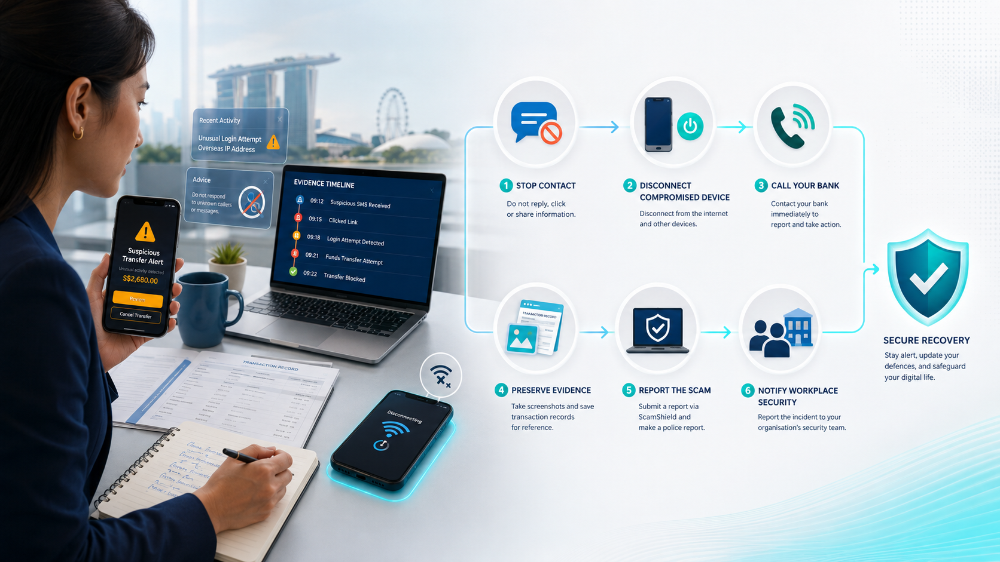 Recent Activity
Unusual Login Attempt
Overseas IP Address
Advice
Do not respond
to unknown callers
or messages.
EVIDENCE TIMELINE
09:12 Suspicious SMS Received
09:15 Clicked Link
09:18 Login Attempt Detected
09:21 Funds Transfer Attempt
09:22 Transfer Blocked
Suspicious
Transfer Alert
Unusual activity detected
S$2,680.00
Cancel Transfer
TRANSACTION RECORD
Disconnecting
1 STOP CONTACT
Do not reply, click
or share information.
2 DISCONNECT
COMPROMISED DEVICE
Disconnect from the internet
and other devices.
3 CALL YOUR BANK
Contact your bank
immediately to
report and take action.
TRANSACTION RECORD
4 PRESERVE EVIDENCE
Take screenshots and save
transaction records
for reference.
5 REPORT THE SCAM
Submit a report via
ScamShield and
make a police report.
6 NOTIFY WORKPLACE
SECURITY
Report the incident to your
organisation's security team.
SECURE RECOVERY
Stay alert, update your
defences, and safeguard
your digital life.